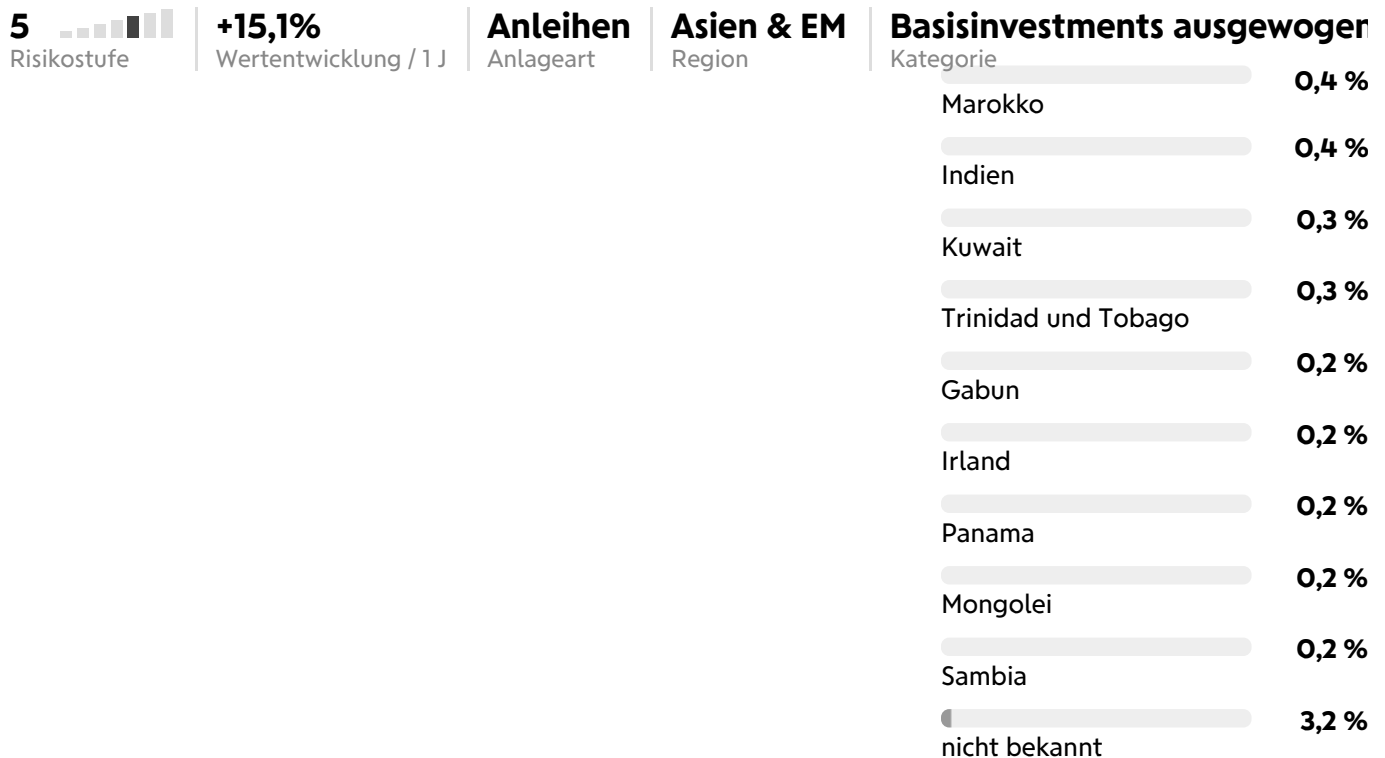 5 +15,1% Anleihen Asien & EM Basisinvestments ausgewogen
Risikostufe Wertentwicklung / 1 J Anlageart Region Kategorie
0,4 %
Marokko
0,4 %
Indien
0,3 %
Kuwait
0,3 %
Trinidad und Tobago
0,2 %
Gabun
0,2 %
Irland
0,2 %
Panama
0,2 %
Mongolei
0,2 %
Sambia
3,2 %
nicht bekannt